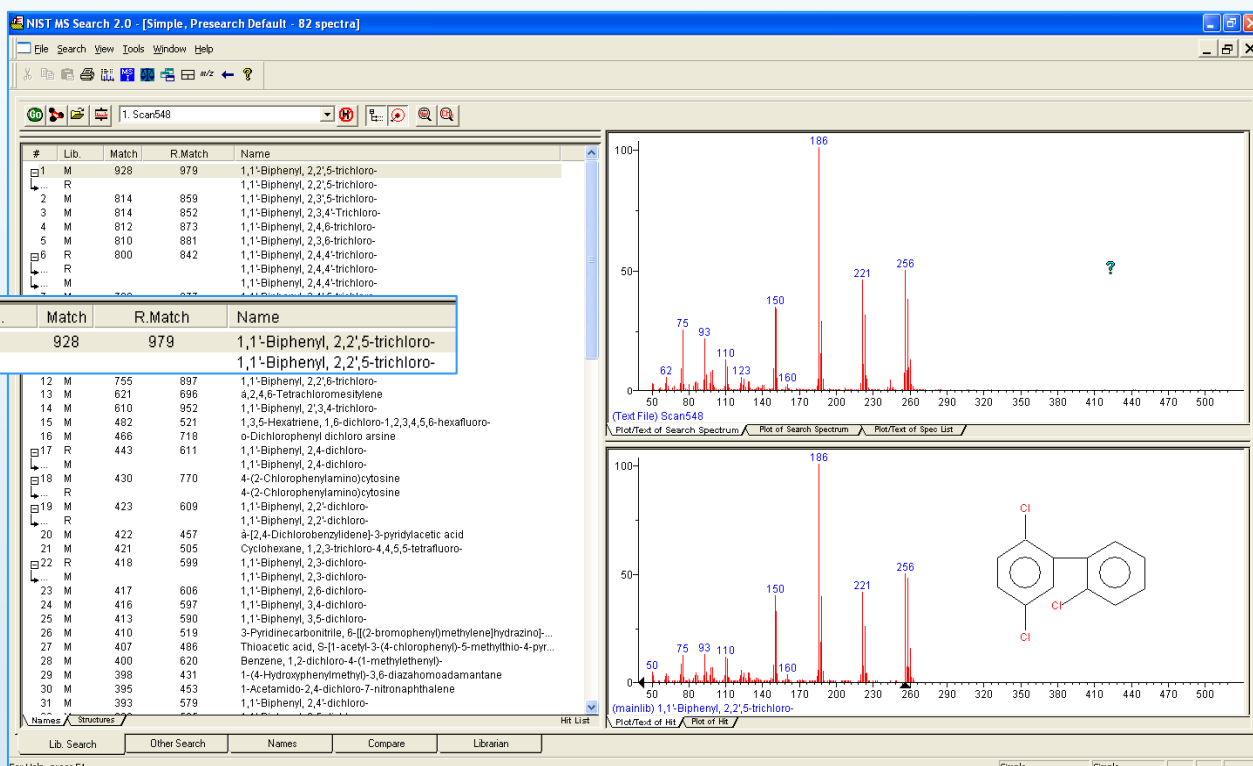 NIST MS Search 2.0 - [Simple, Presearch Default - 82 spectra]
File Search View Tools Window Help
m/z
GO 1. Scan548
# Lib. Match R.Match Name
1 M 928 979 1,1'-Biphenyl, 2,2',5-trichloro-
R 1,1'-Biphenyl, 2,2',5-trichloro-
2 M 814 859 1,1'-Biphenyl, 2,3',5-trichloro-
3 M 814 852 1,1'-Biphenyl, 2,3,4'-Trichloro-
4 M 812 873 1,1'-Biphenyl, 2,4,6-trichloro-
5 M 810 881 1,1'-Biphenyl, 2,3,6-trichloro-
6 R 800 842 1,1'-Biphenyl, 2,4,4'-trichloro-
R 1,1'-Biphenyl, 2,4,4'-trichloro-
M 1,1'-Biphenyl, 2,4,4'-trichloro-
Match R.Match Name
928 979 1,1'-Biphenyl, 2,2',5-trichloro-
1,1'-Biphenyl, 2,2',5-trichloro-
12 M 755 897 1,1'-Biphenyl, 2,2',6-trichloro-
13 M 621 696 á,2,4,6-Tetrachloromesitylene
14 M 610 952 1,1'-Biphenyl, 2',3,4-trichloro-
15 M 482 521 1,3,5-Hexatriene, 1,6-dichloro-1,2,3,4,5,6-hexafluoro-
16 M 466 718 o-Dichlorophenyl dichloro arsine
17 R 443 611 1,1'-Biphenyl, 2,4-dichloro-
M 1,1'-Biphenyl, 2,4-dichloro-
18 M 430 770 4-(2-Chlorophenylamino)cytosine
R 4-(2-Chlorophenylamino)cytosine
19 M 423 609 1,1'-Biphenyl, 2,2'-dichloro-
R 1,1'-Biphenyl, 2,2'-dichloro-
20 M 422 457 à-[2,4-Dichlorobenzylidene]-3-pyridylacetic acid
21 M 421 505 Cyclohexane, 1,2,3-trichloro-4,4,5,5-tetrafluoro-
22 R 418 599 1,1'-Biphenyl, 2,3-dichloro-
M 1,1'-Biphenyl, 2,3-dichloro-
23 M 417 606 1,1'-Biphenyl, 2,6-dichloro-
24 M 416 597 1,1'-Biphenyl, 3,4-dichloro-
25 M 413 590 1,1'-Biphenyl, 3,5-dichloro-
26 M 410 519 3-Pyridinecarbonitrile, 6-[[(2-bromophenyl)methylene]hydrazino]-...
27 M 407 486 Thioacetic acid, S-[1-acetyl-3-(4-chlorophenyl)-5-methylthio-4-pyr...
28 M 400 620 Benzene, 1,2-dichloro-4-(1-methylethenyl)-
29 M 398 431 1-(4-Hydroxyphenylmethyl)-3,6-diazahomoadamantane
30 M 395 453 1-Acetamido-2,4-dichloro-7-nitronaphthalene
31 M 393 579 1,1'-Biphenyl, 2,4'-dichloro-
Names Structures Hit List
Lib. Search Other Search Names Compare Librarian
100
50
0
186
256
221
150
75
93
110
62
123
160
?
50 80 110 140 170 200 230 260 290 320 350 380 410 440 470 500
(Text File) Scan548
Plot/Text of Search Spectrum Plot of Search Spectrum Plot/Text of Spec List
100
50
0
186
256
221
150
75
93
110
160
50
Cl
Cl
Cl
50 80 110 140 170 200 230 260 290 320 350 380 410 440 470 500
(mainlib) 1,1'-Biphenyl, 2,2',5-trichloro-
Plot/Text of Hit Plot of Hit